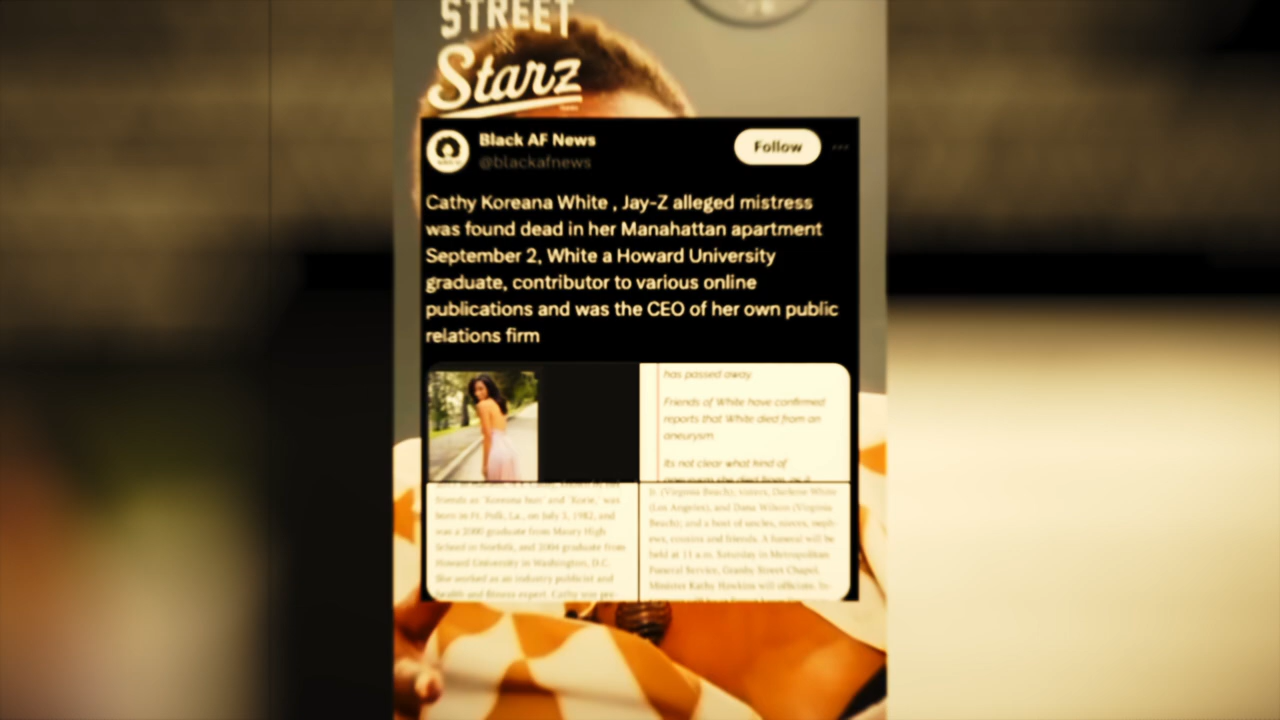 STREET
Starz
Black AF News
@blackafnews
Follow
Cathy Koreana White , Jay-Z alleged mistress
was found dead in her Manahattan apartment
September 2, White a Howard University
graduate, contributor to various online
publications and was the CEO of her own public
relations firm
has passed away
Friends of White have confirmed
reports that White died from an
aneurysm
Its not clear what kind of
friends as "Koreana hun" and "Korie," was
born in Ft. Polk, La., on July 3, 1982, and
was a 2000 graduate from Maury High
School in Norfolk, and 2004 graduate from
Howard University in Washington, D.C.
She worked as an industry publicist and
health and fitness expert. Cathy was pre-
Jr. (Virginia Beach), sisters, Darlene White
(Los Angeles), and Dana Wilson (Virginia
Beach); and a host of uncles, nieces, neph-
ews, cousins and friends. A funeral will be
held at 11 a.m. Saturday in Metropolitan
Funeral Service, Granby Street Chapel,
Minister Kathy Hawkins will officiate.